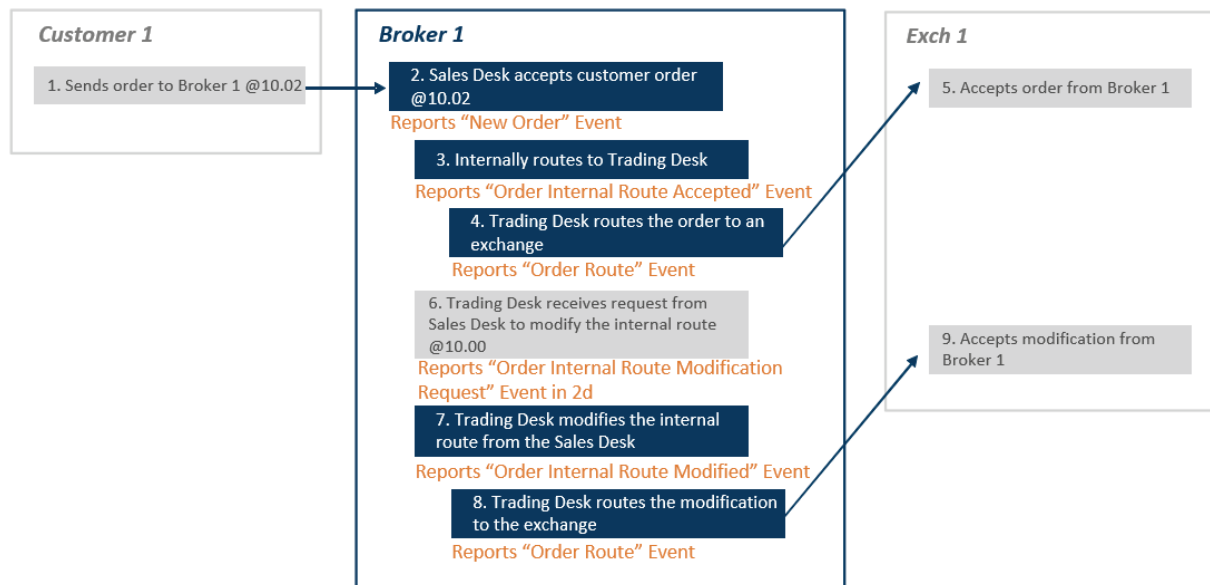 Customer 1
1. Sends order to Broker 1 @10.02
Broker 1
2. Sales Desk accepts customer order
@10.02
Reports “New Order” Event
3. Internally routes to Trading Desk
Reports “Order Internal Route Accepted” Event
4. Trading Desk routes the order to an
exchange
Reports “Order Route” Event
6. Trading Desk receives request from
Sales Desk to modify the internal route
@10.00
Reports “Order Internal Route Modification
Request” Event in 2d
7. Trading Desk modifies the internal
route from the Sales Desk
Reports “Order Internal Route Modified” Event
8. Trading Desk routes the modification
to the exchange
Reports “Order Route” Event
Exch 1
5. Accepts order from Broker 1
9. Accepts modification from
Broker 1